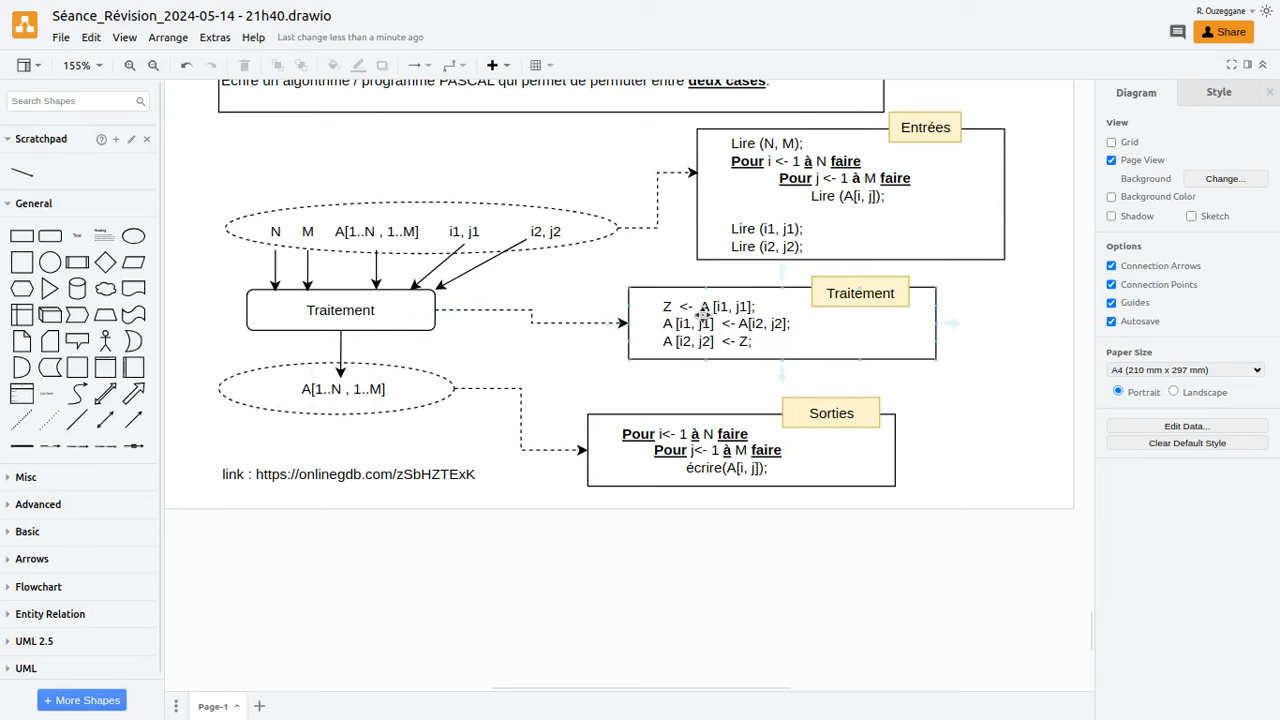 Séance_Révision_2024-05-14 - 21h40.drawio
R. Ouzeggane
File Edit View Arrange Extras Help Last change less than a minute ago
Share
155%
Search Shapes
Scratchpad
General
Text
Heading
Misc
Advanced
Basic
Arrows
Flowchart
Entity Relation
UML 2.5
UML
+ More Shapes
Ecrire un algorithme / programme PASCAL qui permet de permuter entre deux cases.
Entrées
Lire (N, M);
Pour i <- 1 à N faire
Pour j <- 1 à M faire
Lire (A[i, j]);
Lire (i1, j1);
Lire (i2, j2);
N M A[1..N , 1..M] i1, j1 i2, j2
Traitement
Traitement
Z <- A [i1, j1];
A [i1, j1] <- A[i2, j2];
A [i2, j2] <- Z;
A[1..N , 1..M]
Sorties
Pour i<- 1 à N faire
Pour j<- 1 à M faire
écrire(A[i, j]);
link : https://onlinegdb.com/zSbHZTExK
Page-1
Diagram Style
View
Grid
Page View
Background Change...
Background Color
Shadow Sketch
Options
Connection Arrows
Connection Points
Guides
Autosave
Paper Size
A4 (210 mm x 297 mm)
Portrait Landscape
Edit Data...
Clear Default Style